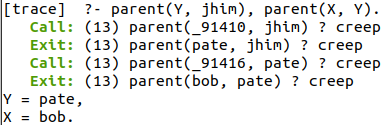 [trace]  ?- parent(Y, jhim), parent(X, Y).
   Call: (13) parent(_91410, jhim) ? creep
   Exit: (13) parent(pate, jhim) ? creep
   Call: (13) parent(_91416, pate) ? creep
   Exit: (13) parent(bob, pate) ? creep
Y = pate,
X = bob.